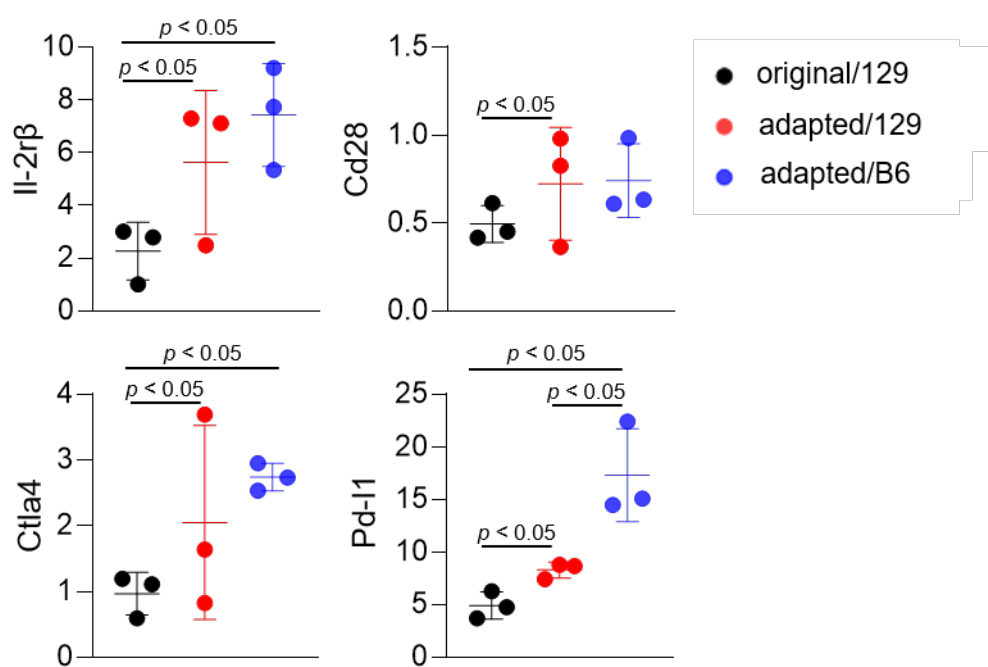 p < 0.05
p < 0.05
10
8
6
4
2
0
Il-2rβ
p < 0.05
1.5
1.0
0.5
0.0
Cd28
original/129
adapted/129
adapted/B6
p < 0.05
p < 0.05
4
3
2
1
0
Ctla4
p < 0.05
p < 0.05
p < 0.05
25
20
15
10
5
0
Pd-l1